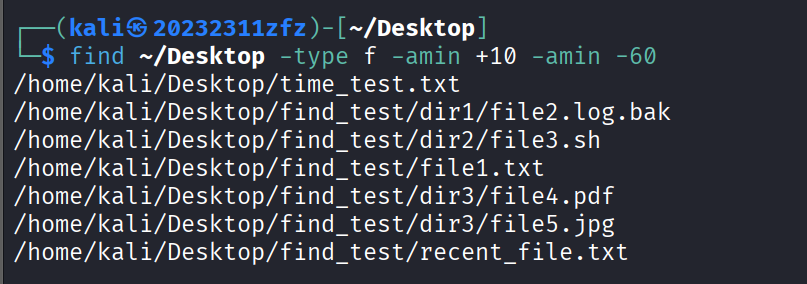 ┌──(kali㉿20232311zfz)-[~/Desktop]
└─$ find ~/Desktop -type f -amin +10 -amin -60
/home/kali/Desktop/time_test.txt
/home/kali/Desktop/find_test/dir1/file2.log.bak
/home/kali/Desktop/find_test/dir2/file3.sh
/home/kali/Desktop/find_test/file1.txt
/home/kali/Desktop/find_test/dir3/file4.pdf
/home/kali/Desktop/find_test/dir3/file5.jpg
/home/kali/Desktop/find_test/recent_file.txt